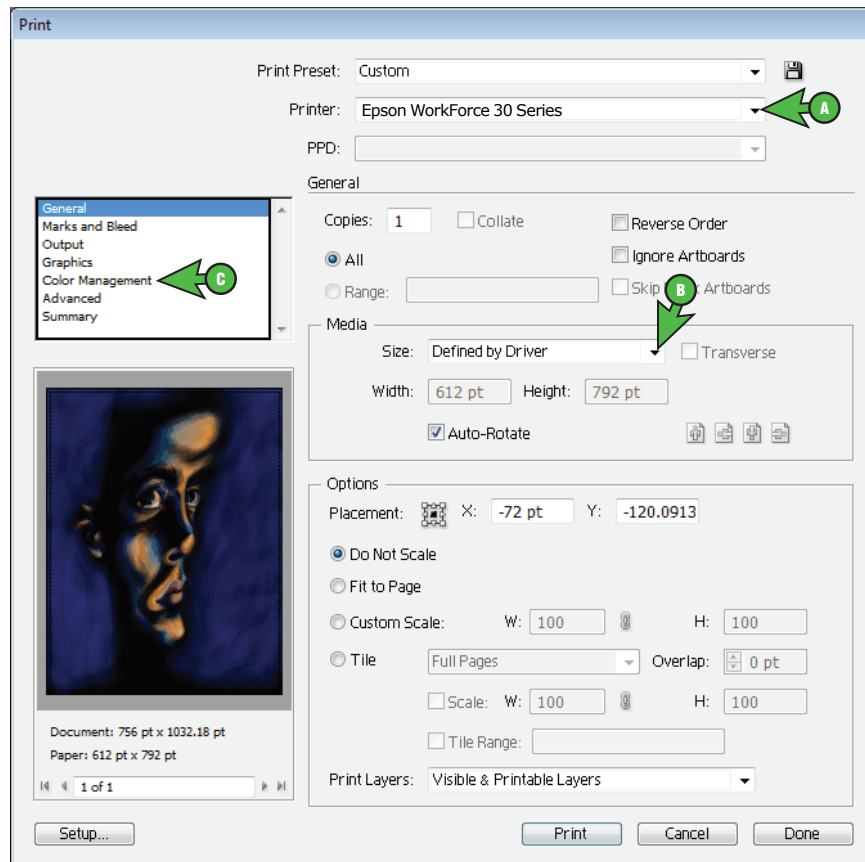 Print
Print Preset: Custom
Printer: Epson WorkForce 30 Series
A
PPD:
General
General
Marks and Bleed
Output
Graphics
Color Management
Advanced
Summary
C
Copies: 1 Collate Reverse Order
All Ignore Artboards
Range: Skip Artboards
B
Media
Size: Defined by Driver Transverse
Width: 612 pt Height: 792 pt
Auto-Rotate
Options
Placement: X: -72 pt Y: -120.0913
Do Not Scale
Fit to Page
Custom Scale: W: 100 H: 100
Tile Full Pages Overlap: 0 pt
Scale: W: 100 H: 100
Tile Range:
Print Layers: Visible & Printable Layers
Document: 756 pt x 1032.18 pt
Paper: 612 pt x 792 pt
1 of 1
Setup... Print Cancel Done